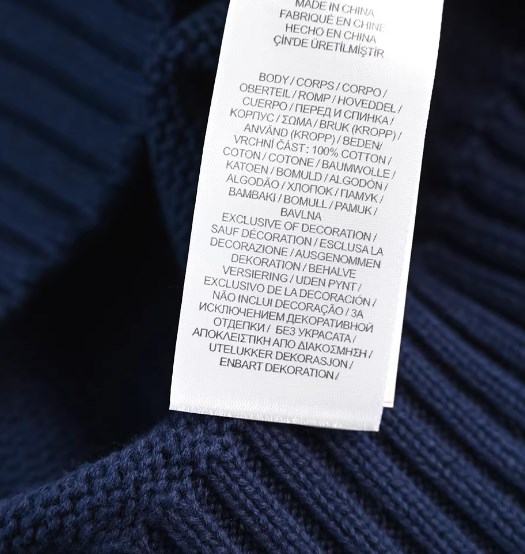 MADE IN CHINA
FABRIQUÉ EN CHINE
HECHO EN CHINA
ÇİN'DE ÜRETİLMİŞTİR
BODY / CORPS / CORPO /
OBERTEIL / ROMP / HOVEDDEL /
CUERPO / ПЕРЕД И СПИНКА /
КОРПУС / ΣΩΜΑ / BRUK (KROPP) /
ANVÄND (KROPP) / BEDEN/
VRCHNÍ ČÁST : 100% COTTON /
COTON / COTONE / BAUMWOLLE /
KATOEN / BOMULD / ALGODÓN /
ALGODÃO / ХЛОПОК / ПАМУК /
BAMBAKI / BOMULL / PAMUK /
BAVLNA
EXCLUSIVE OF DECORATION /
SAUF DÉCORATION / ESCLUSA LA
DECORAZIONE / AUSGENOMMEN
DEKORATION / BEHALVE
VERSIERING / UDEN PYNT /
EXCLUSIVO DE LA DECORACIÓN /
NÃO INCLUI DECORAÇÃO / ЗА
ИСКЛЮЧЕНИЕМ ДЕКОРАТИВНОЙ
ОТДЕЛКИ / БЕЗ УКРАСАТА /
ΑΠΟΚΛΕΙΣΤΙΚΗ ΑΠΟ ΔΙΑΚΟΣΜΗΣΗ /
UTELUKKER DEKORASJON /
ENBART DEKORATION /